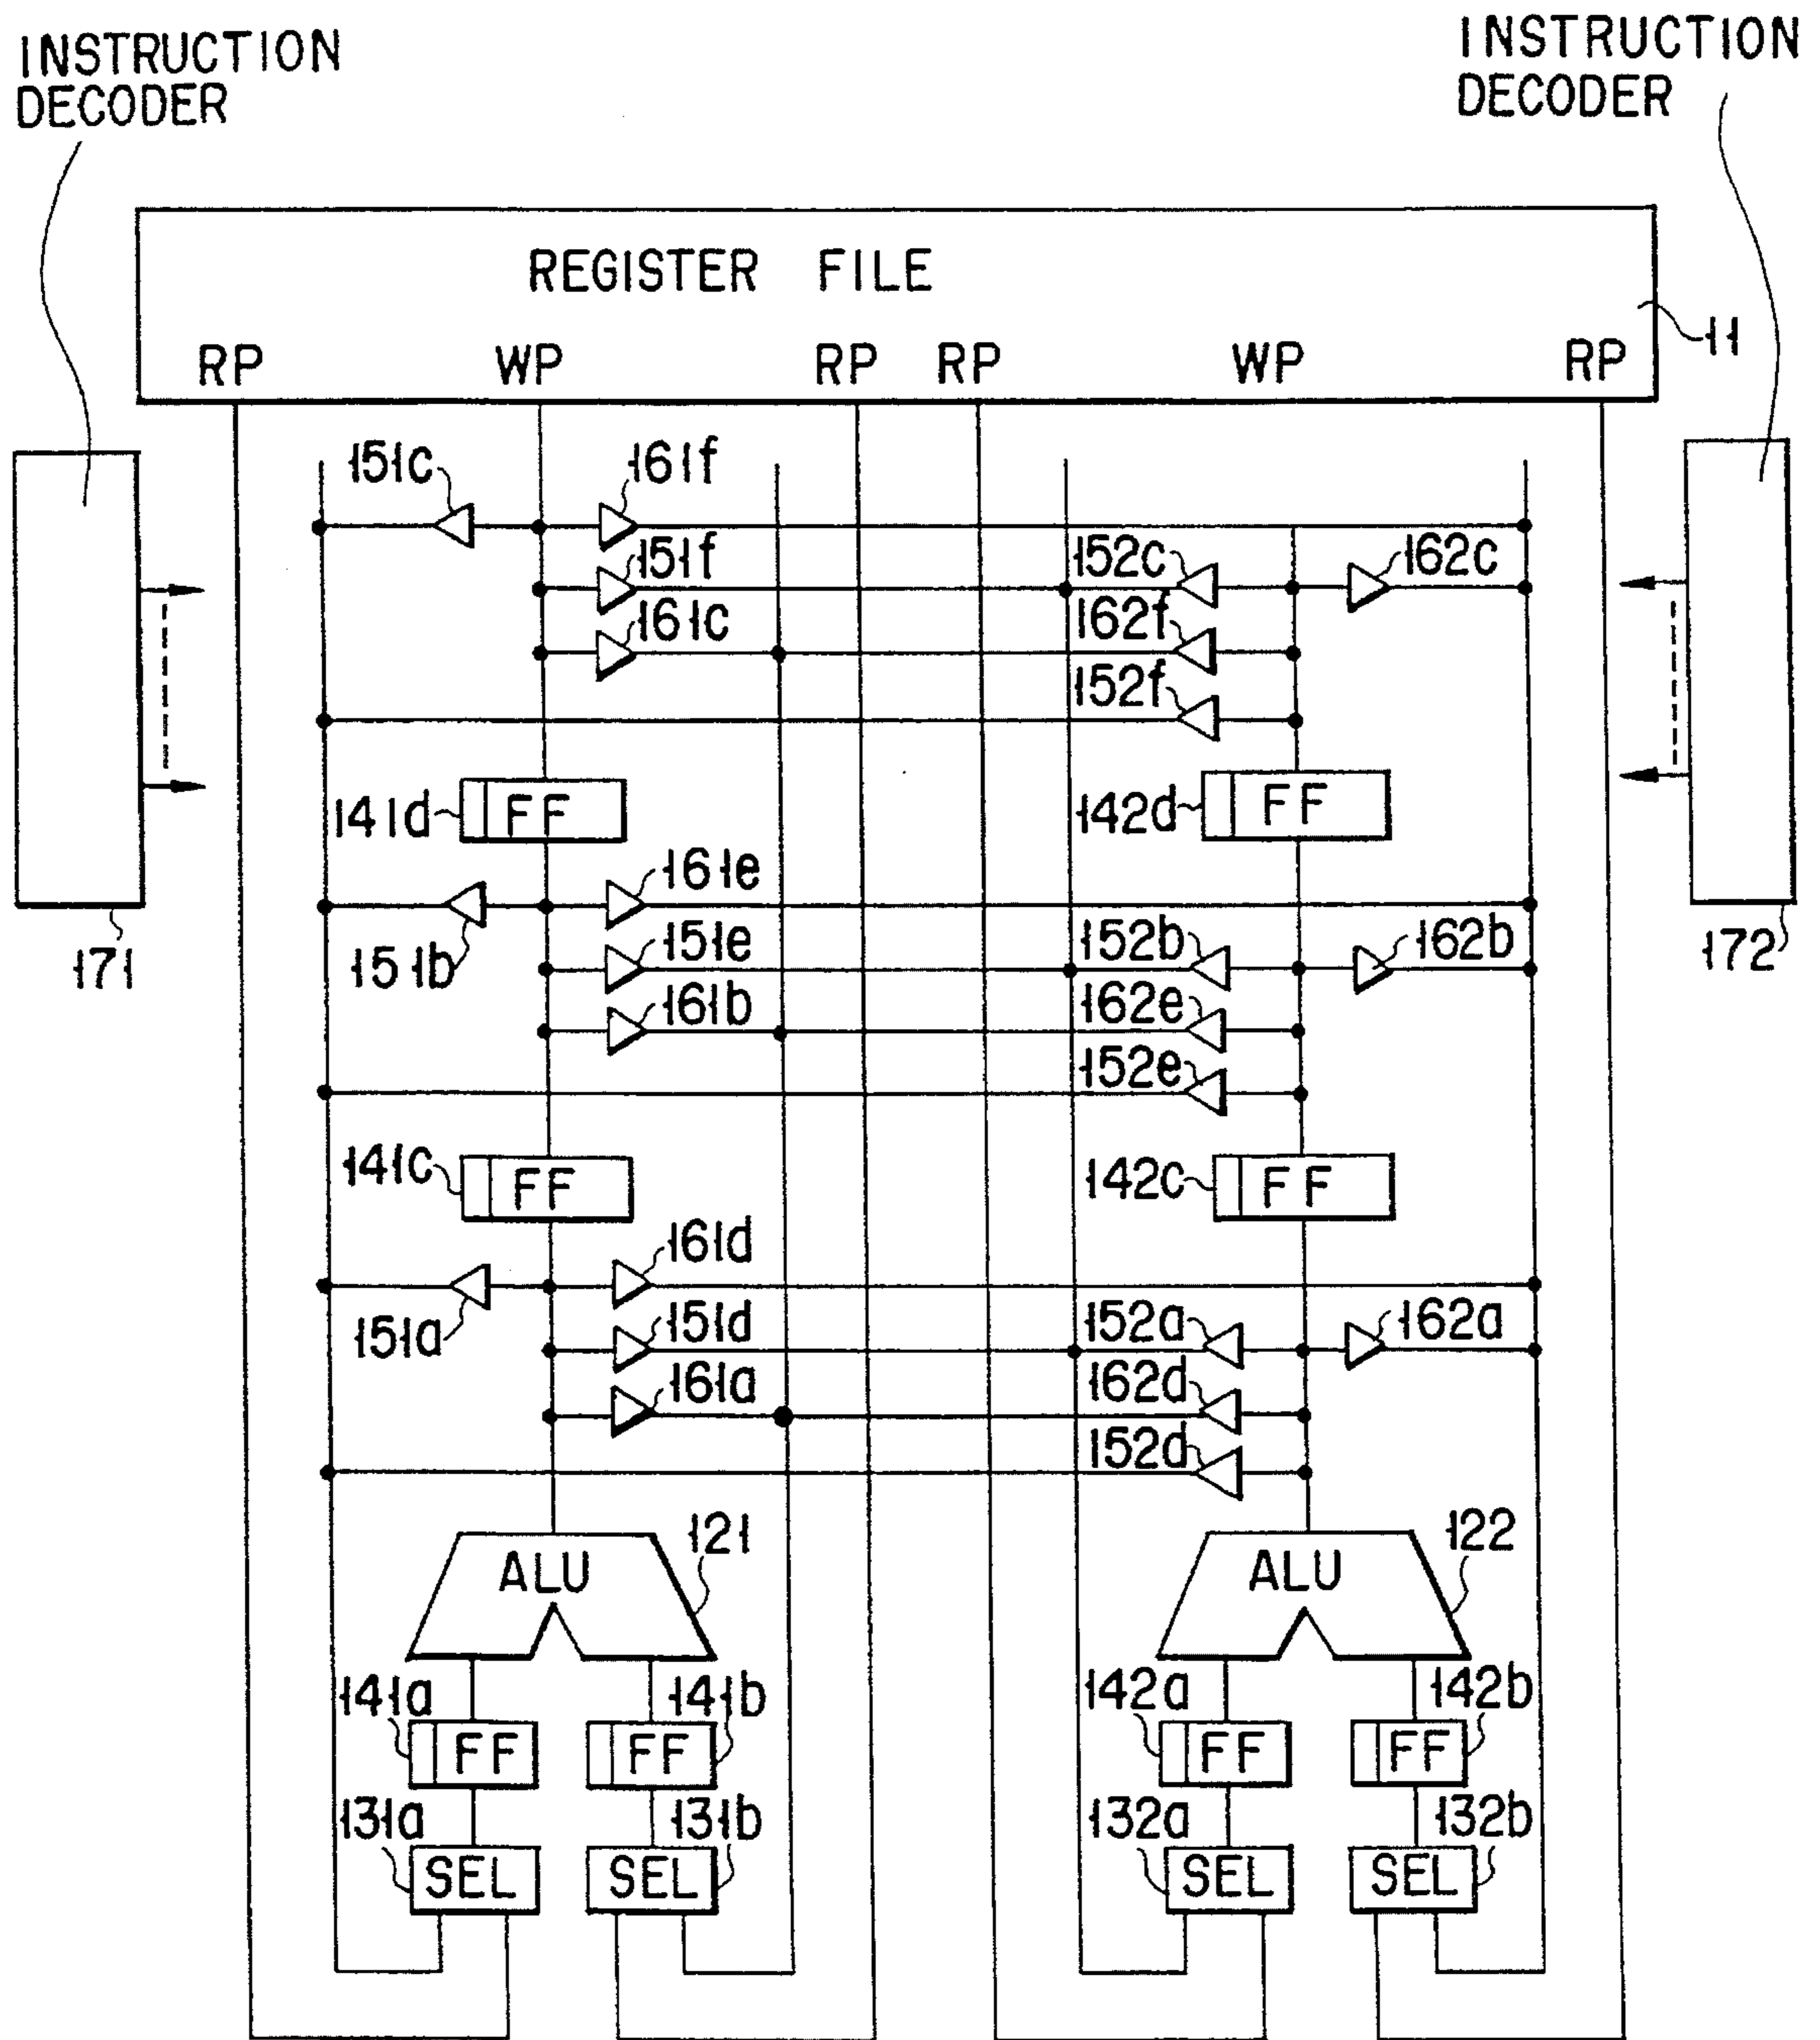 INSTRUCTION
DECODER
INSTRUCTION
DECODER
REGISTER FILE
11
RP WP RP RP WP RP
151c 161f
151f 152c 162c
161c 162f
152f
141d FF 142d FF
161e
151b 151e 152b 162b
171 172
161b 162e
152e
141c FF 142c FF
161d
151a 151d 152a 162a
161a 162d
152d
121 122
ALU ALU
141a 141b 142a 142b
FF FF FF FF
131a 131b 132a 132b
SEL SEL SEL SEL